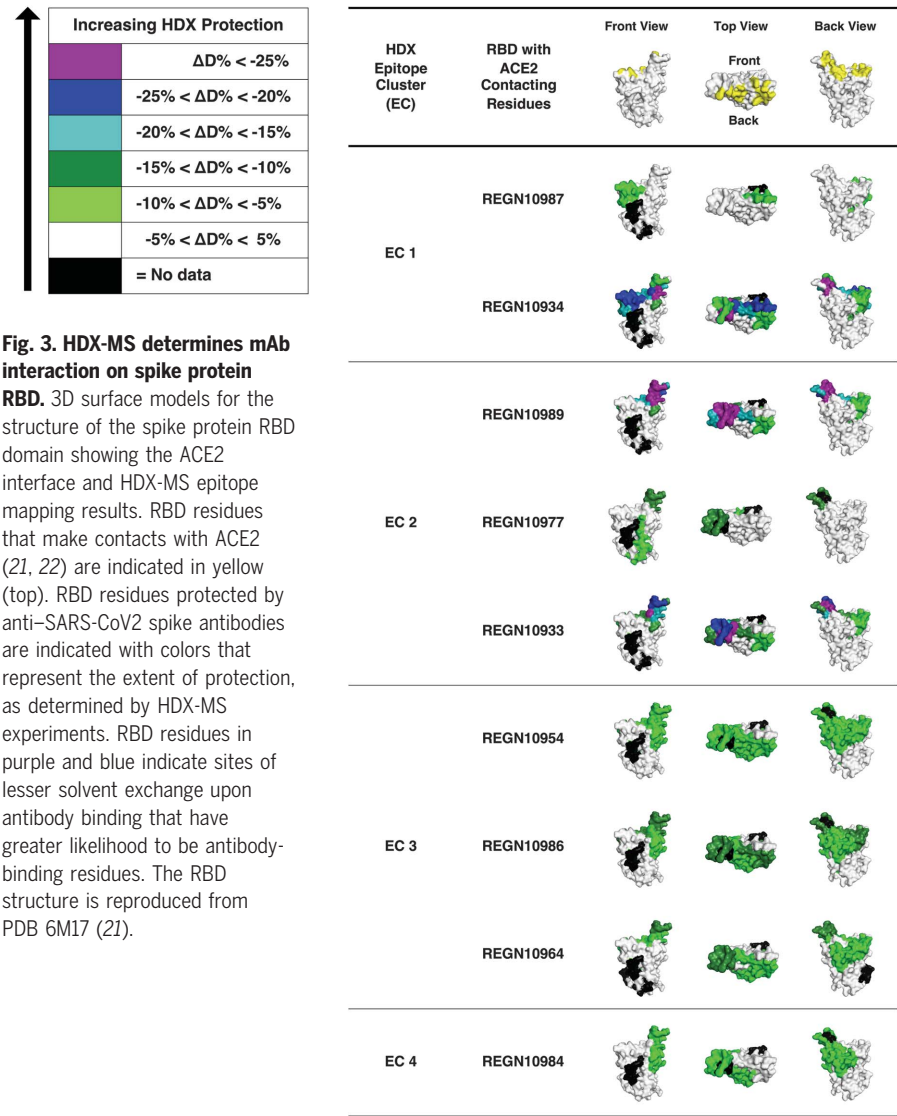 Increasing HDX Protection
ΔD% < -25%
-25% < ΔD% < -20%
-20% < ΔD% < -15%
-15% < ΔD% < -10%
-10% < ΔD% < -5%
-5% < ΔD% < 5%
= No data
Fig. 3. HDX-MS determines mAb
interaction on spike protein
RBD. 3D surface models for the
structure of the spike protein RBD
domain showing the ACE2
interface and HDX-MS epitope
mapping results. RBD residues
that make contacts with ACE2
(21, 22) are indicated in yellow
(top). RBD residues protected by
anti–SARS-CoV2 spike antibodies
are indicated with colors that
represent the extent of protection,
as determined by HDX-MS
experiments. RBD residues in
purple and blue indicate sites of
lesser solvent exchange upon
antibody binding that have
greater likelihood to be antibody-
binding residues. The RBD
structure is reproduced from
PDB 6M17 (21).
HDX
Epitope
Cluster
(EC)
RBD with
ACE2
Contacting
Residues
Front View
Top View
Back View
Front
Back
EC 1
REGN10987
REGN10934
EC 2
REGN10989
REGN10977
REGN10933
EC 3
REGN10954
REGN10986
REGN10964
EC 4
REGN10984